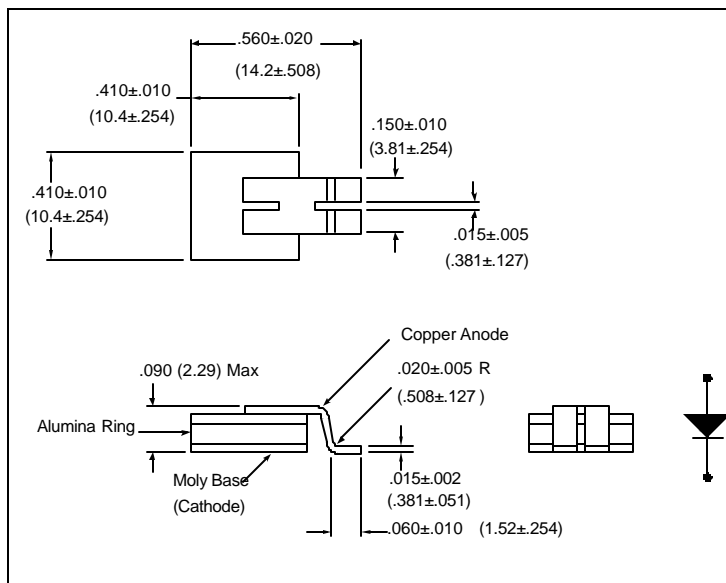 .560±.020
(14.2±.508)
.410±.010
(10.4±.254)
.150±.010
(3.81±.254)
.410±.010
(10.4±.254)
.015±.005
(.381±.127)
Copper Anode
.090 (2.29) Max
.020±.005 R
(.508±.127 )
Alumina Ring
Moly Base
(Cathode)
.015±.002
(.381±.051)
.060±.010 (1.52±.254)